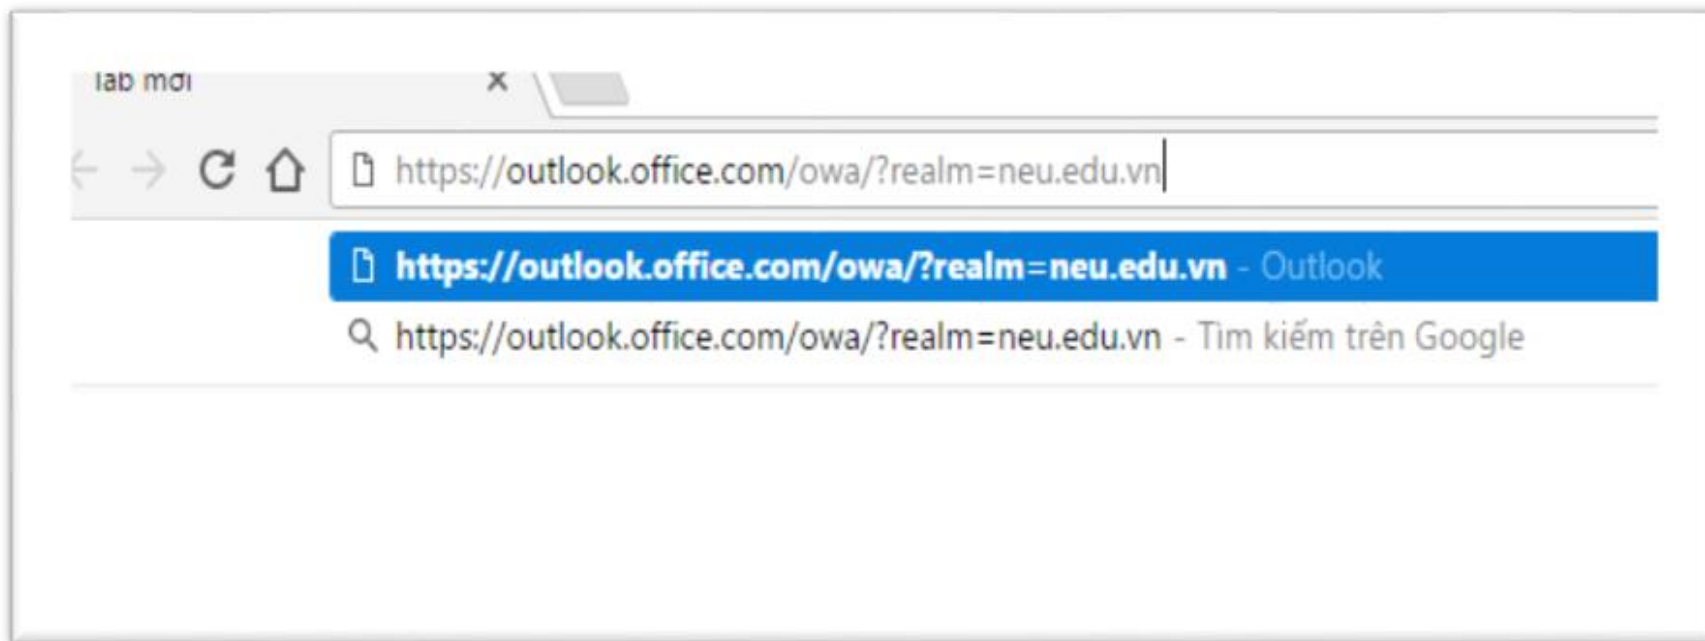 Tab mới
https://outlook.office.com/owa/?realm=neu.edu.vn
https://outlook.office.com/owa/?realm=neu.edu.vn - Outlook
https://outlook.office.com/owa/?realm=neu.edu.vn - Tìm kiếm trên Google